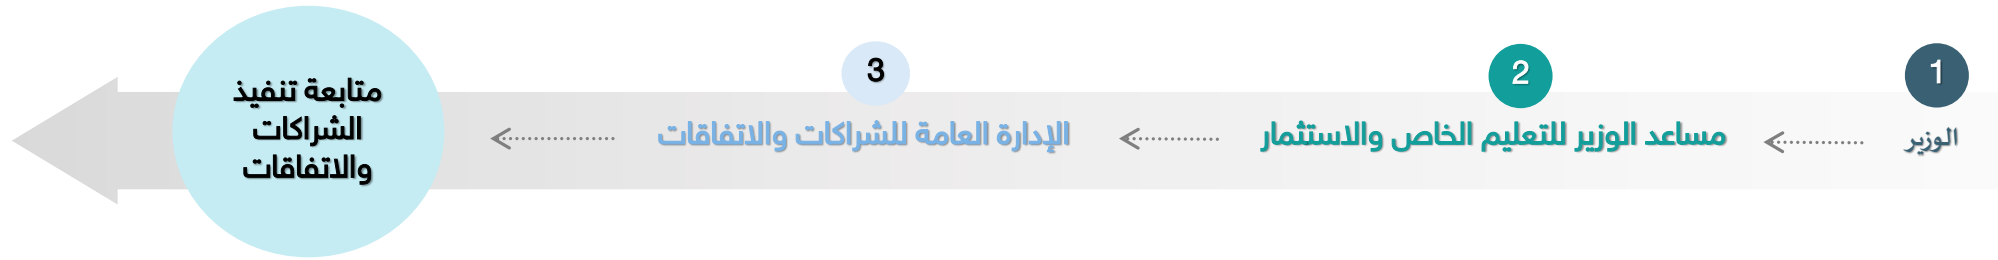 1
الوزير
2
مساعد الوزير للتعليم الخاص والاستثمار
3
الإدارة العامة للشراكات والاتفاقات
متابعة تنفيذ
الشراكات
والاتفاقات